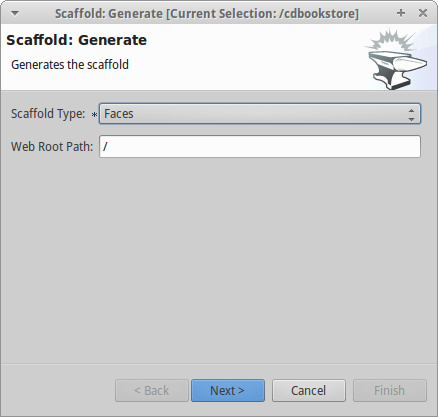 Scaffold: Generate [Current Selection: /cdbookstore]
Scaffold: Generate
Generates the scaffold
Scaffold Type: * Faces
Web Root Path: /
< Back Next > Cancel Finish